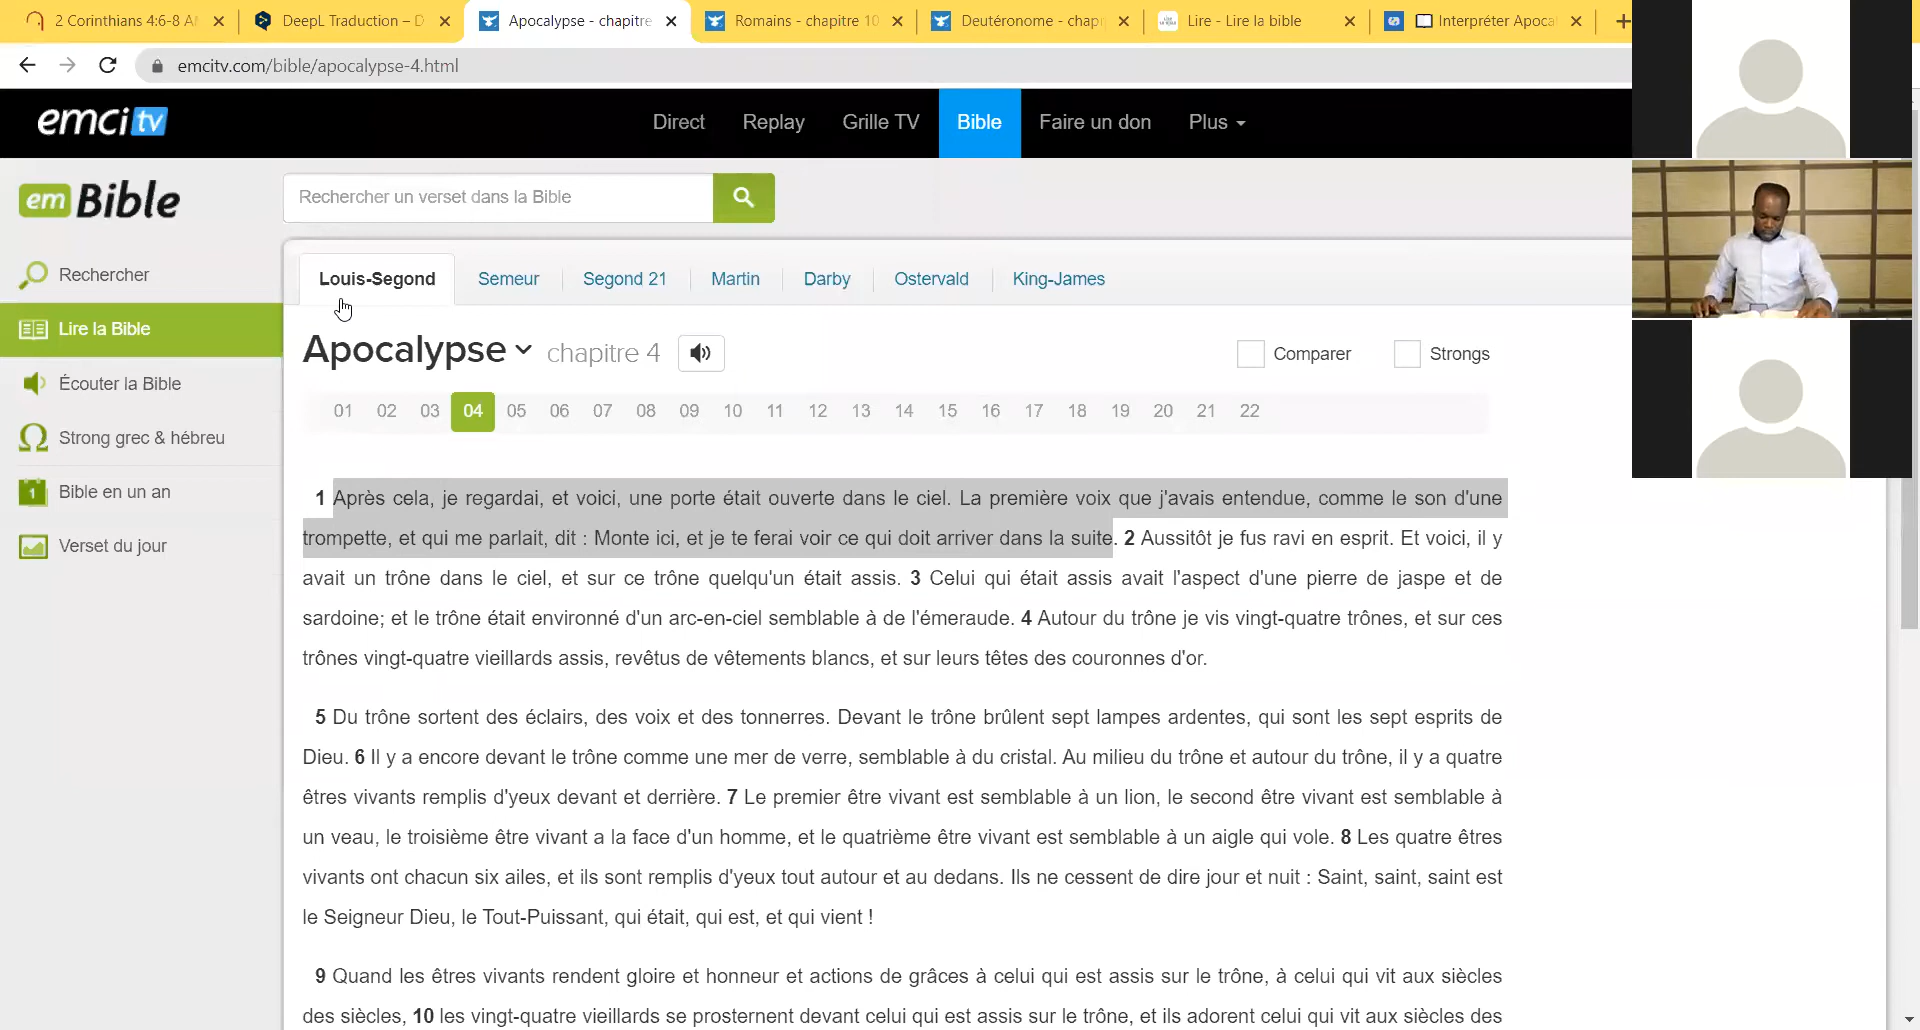 2 Corinthians 4:6-8 A
DeepL Traduction – D
Apocalypse - chapitre
Romains - chapitre 10
Deutéronome - chap
Lire - Lire la bible
Interpréter Apoca
emcitv.com/bible/apocalypse-4.html
emci tv
Direct
Replay
Grille TV
Bible
Faire un don
Plus
em Bible
Rechercher un verset dans la Bible
Rechercher
Lire la Bible
Écouter la Bible
Strong grec & hébreu
1 Bible en un an
Verset du jour
Louis-Segond
Semeur
Segond 21
Martin
Darby
Ostervald
King-James
Apocalypse chapitre 4
Comparer
Strongs
01 02 03 04 05 06 07 08 09 10 11 12 13 14 15 16 17 18 19 20 21 22
1 Après cela, je regardai, et voici, une porte était ouverte dans le ciel. La première voix que j'avais entendue, comme le son d'une
trompette, et qui me parlait, dit : Monte ici, et je te ferai voir ce qui doit arriver dans la suite. 2 Aussitôt je fus ravi en esprit. Et voici, il y
avait un trône dans le ciel, et sur ce trône quelqu'un était assis. 3 Celui qui était assis avait l'aspect d'une pierre de jaspe et de
sardoine; et le trône était environné d'un arc-en-ciel semblable à de l'émeraude. 4 Autour du trône je vis vingt-quatre trônes, et sur ces
trônes vingt-quatre vieillards assis, revêtus de vêtements blancs, et sur leurs têtes des couronnes d'or.
5 Du trône sortent des éclairs, des voix et des tonnerres. Devant le trône brûlent sept lampes ardentes, qui sont les sept esprits de
Dieu. 6 Il y a encore devant le trône comme une mer de verre, semblable à du cristal. Au milieu du trône et autour du trône, il y a quatre
êtres vivants remplis d'yeux devant et derrière. 7 Le premier être vivant est semblable à un lion, le second être vivant est semblable à
un veau, le troisième être vivant a la face d'un homme, et le quatrième être vivant est semblable à un aigle qui vole. 8 Les quatre êtres
vivants ont chacun six ailes, et ils sont remplis d'yeux tout autour et au dedans. Ils ne cessent de dire jour et nuit : Saint, saint, saint est
le Seigneur Dieu, le Tout-Puissant, qui était, qui est, et qui vient !
9 Quand les êtres vivants rendent gloire et honneur et actions de grâces à celui qui est assis sur le trône, à celui qui vit aux siècles
des siècles, 10 les vingt-quatre vieillards se prosternent devant celui qui est assis sur le trône, et ils adorent celui qui vit aux siècles des